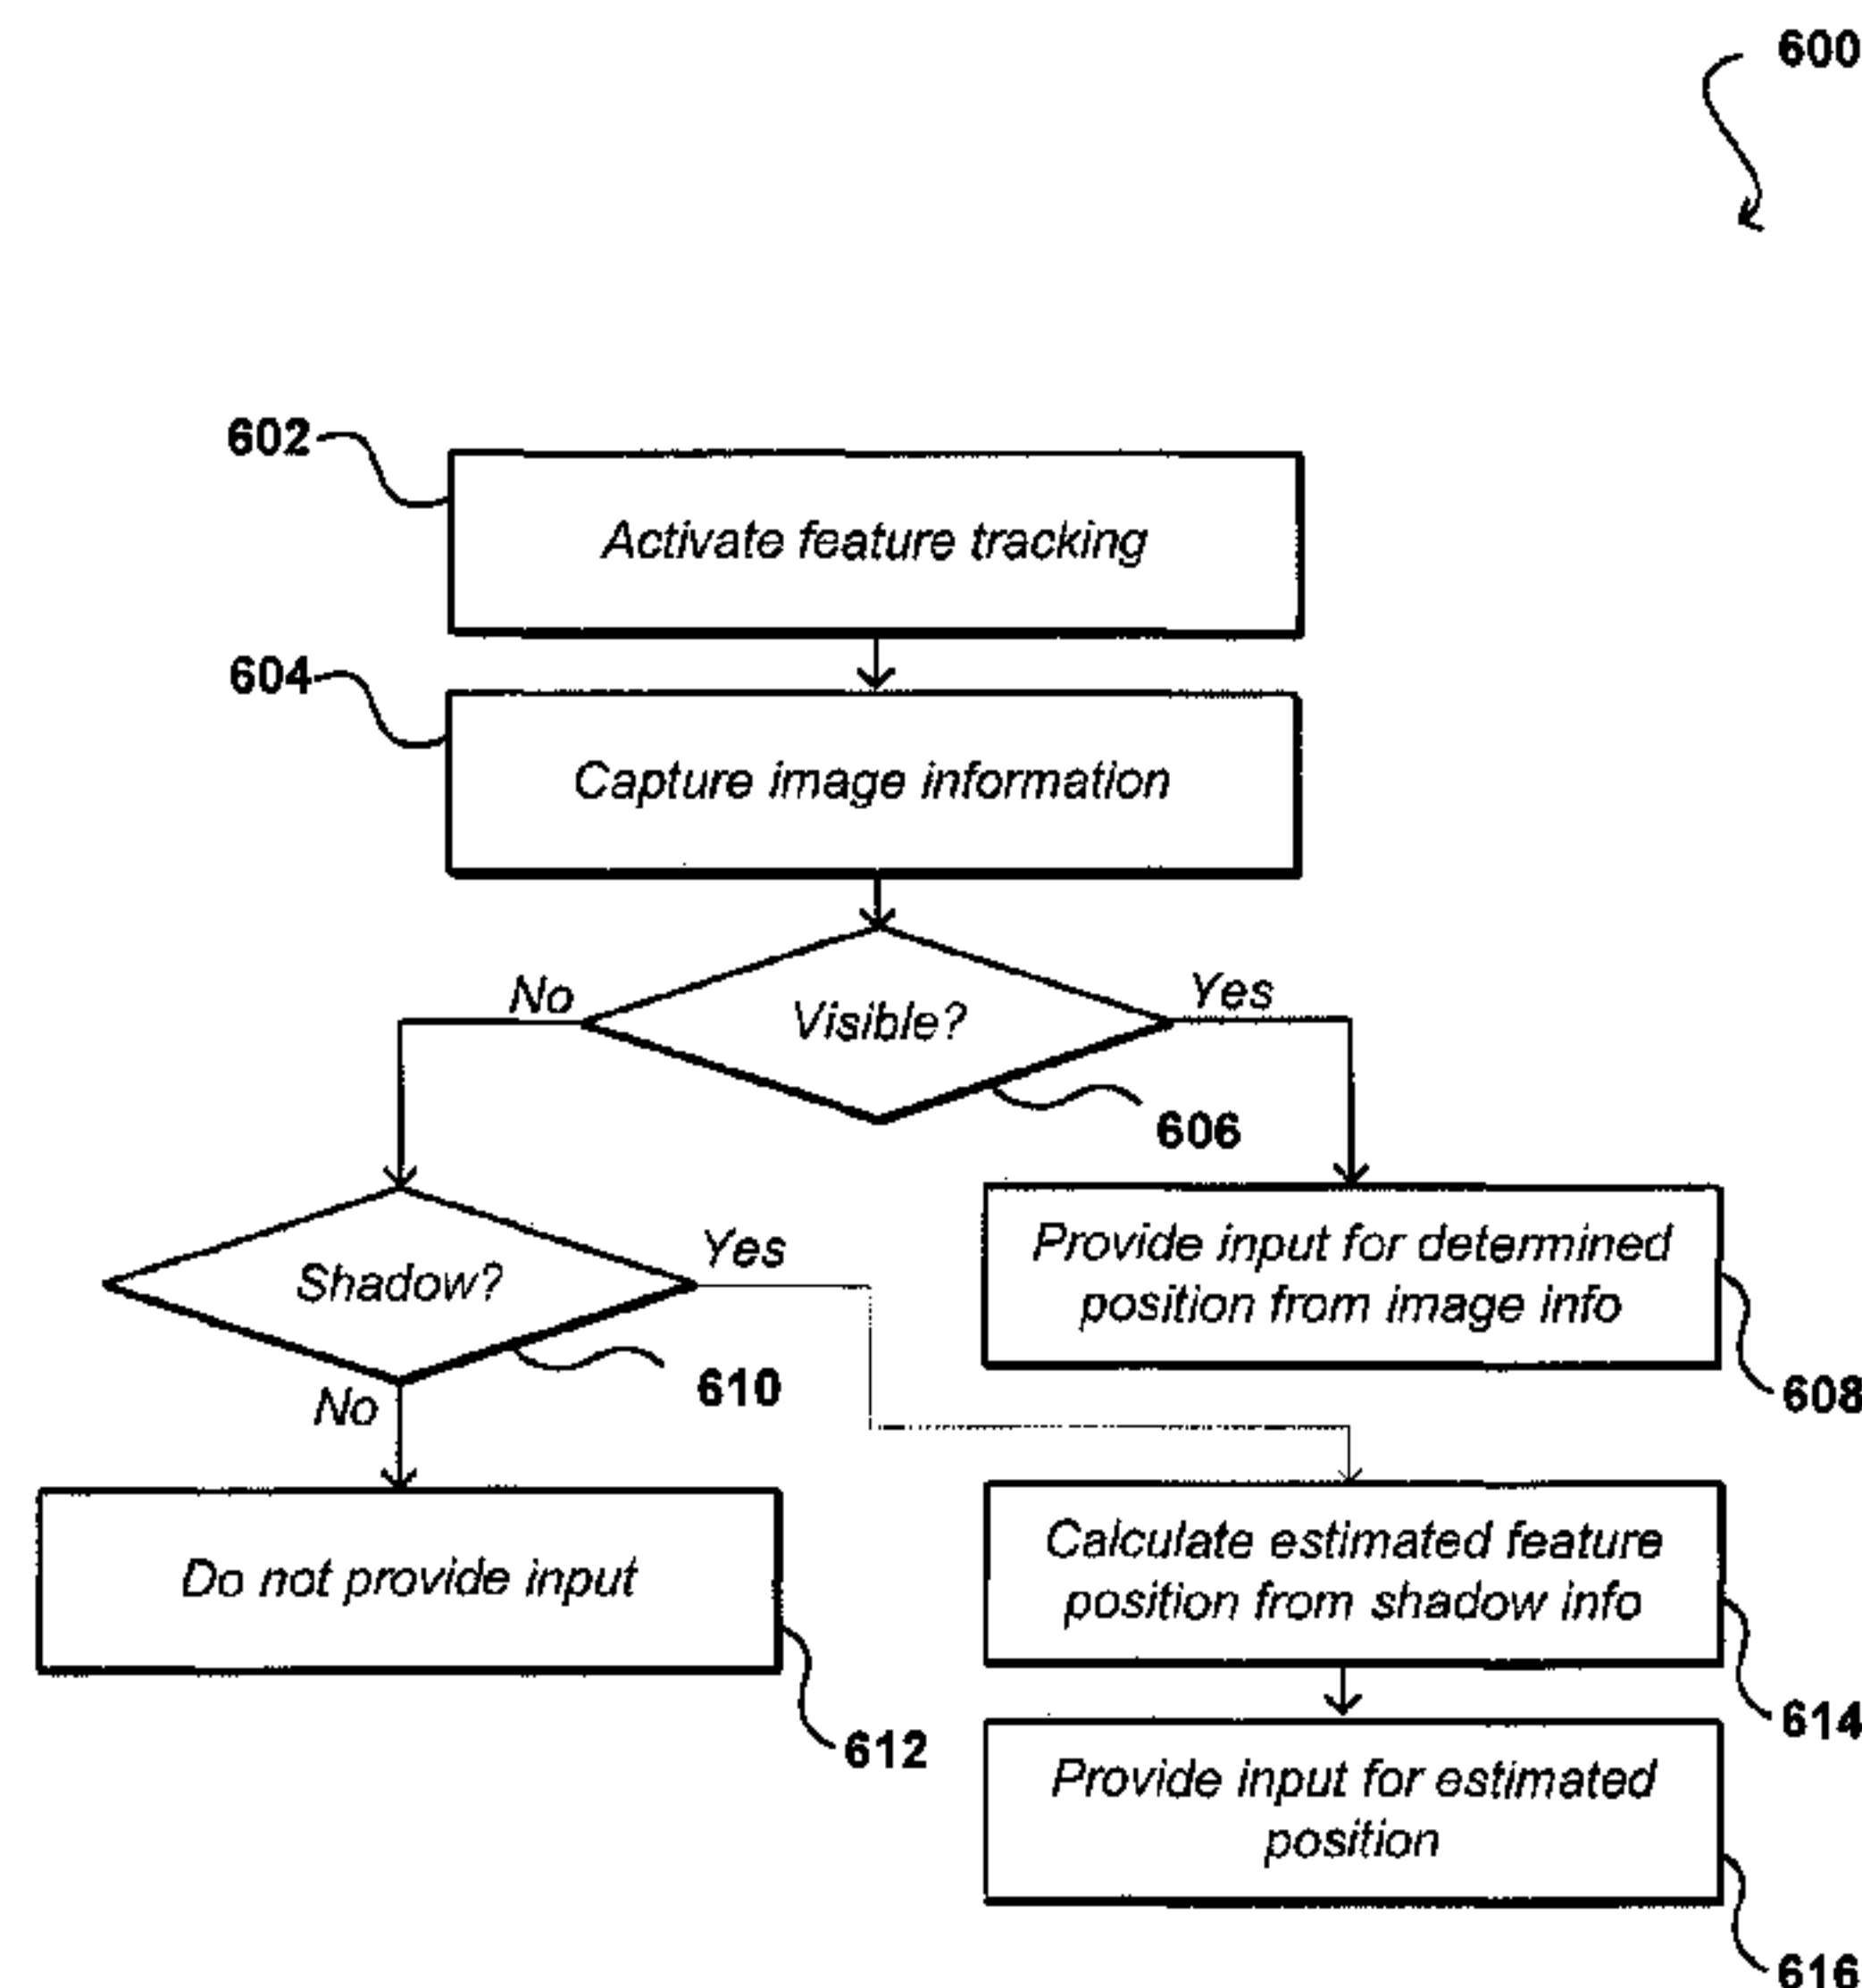 600
602
Activate feature tracking
604
Capture image information
No
Visible?
Yes
606
Shadow?
Yes
610
No
Provide input for determined
position from image info
608
Do not provide input
612
Calculate estimated feature
position from shadow info
614
Provide input for estimated
position
616